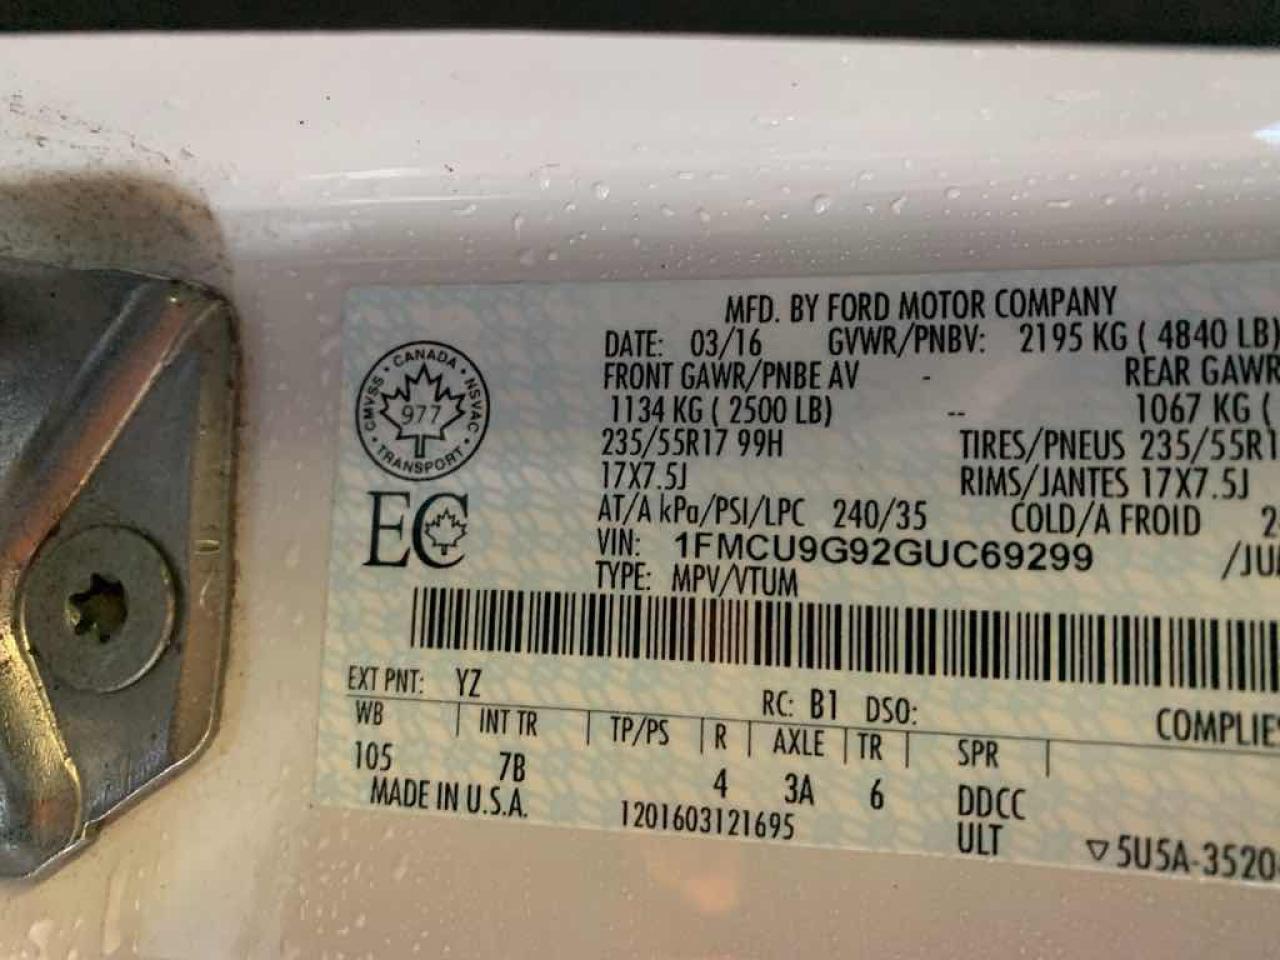 MFD. BY FORD MOTOR COMPANY
DATE: 03/16 GVWR/PNBV: 2195 KG ( 4840 LB)
FRONT GAWR/PNBE AV - REAR GAWR
1134 KG ( 2500 LB) -- 1067 KG (
235/55R17 99H TIRES/PNEUS 235/55R1
17X7.5J RIMS/JANTES 17X7.5J
AT/A kPa/PSI/LPC 240/35 COLD/A FROID 2
VIN: 1FMCU9G92GUC69299
TYPE: MPV/VTUM
CANADA
CMVSS 977 NSVAC
TRANSPORT
EC
EXT PNT: YZ RC: B1 DSO:
WB | INT TR | TP/PS | R | AXLE | TR | SPR | COMPLIES
105 7B 4 3A 6 DDCC
MADE IN U.S.A. 1201603121695 ULT ▽5U5A-3520